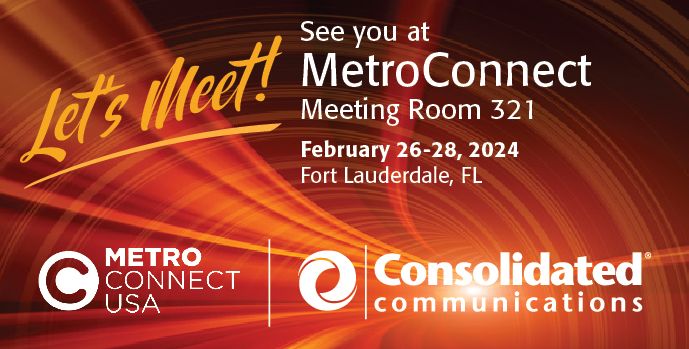 Let's Meet!
See you at
MetroConnect
Meeting Room 321
February 26-28, 2024
Fort Lauderdale, FL
METRO
CONNECT
USA
Consolidated®
communications